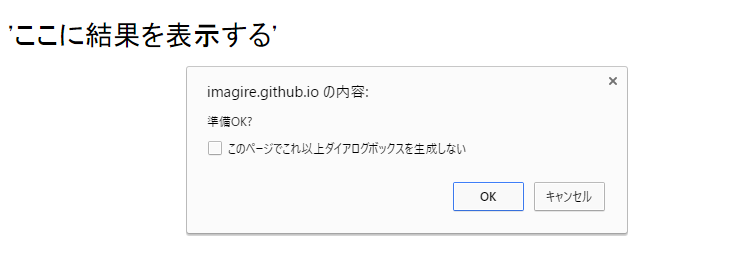 'ここに結果を表示する'
imagire.github.io の内容:
準備OK?
このページでこれ以上ダイアログボックスを生成しない
OK
キャンセル